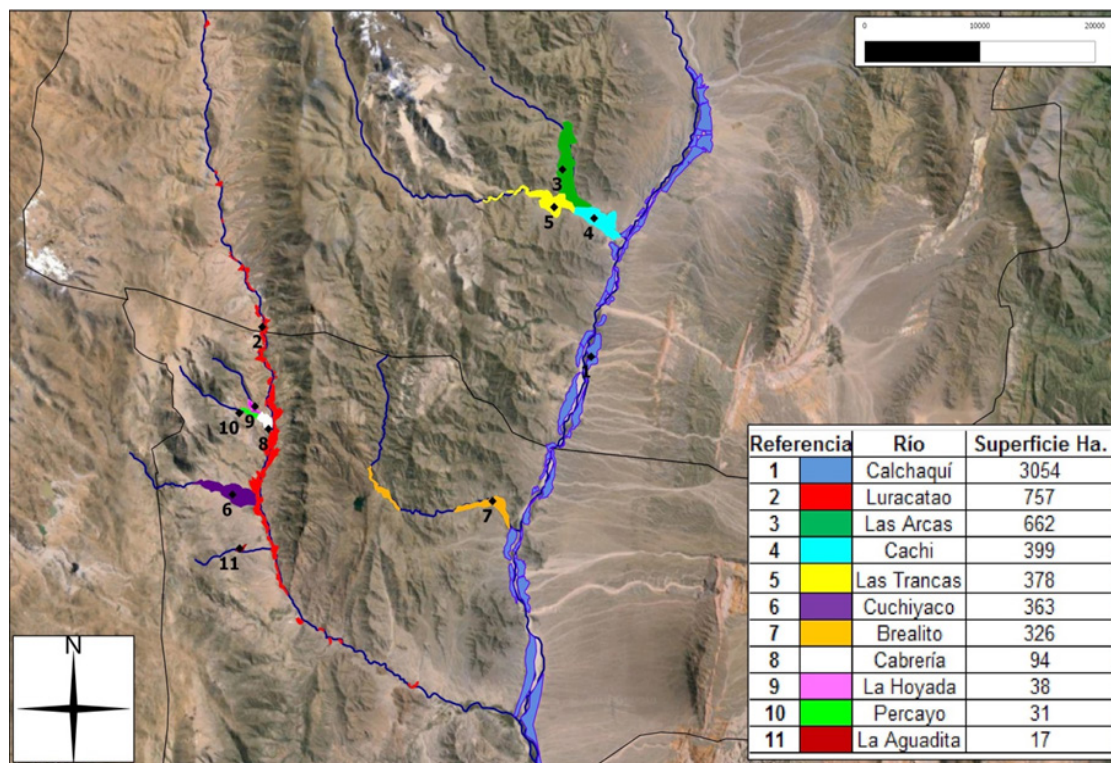 0 10000 20000
3
5
4
2
1
9
10
8
6
7
11
N
Referencia Río Superficie Ha.
1 Calchaquí 3054
2 Luracatao 757
3 Las Arcas 662
4 Cachi 399
5 Las Trancas 378
6 Cuchiyaco 363
7 Brealito 326
8 Cabrería 94
9 La Hoyada 38
10 Percayo 31
11 La Aguadita 17